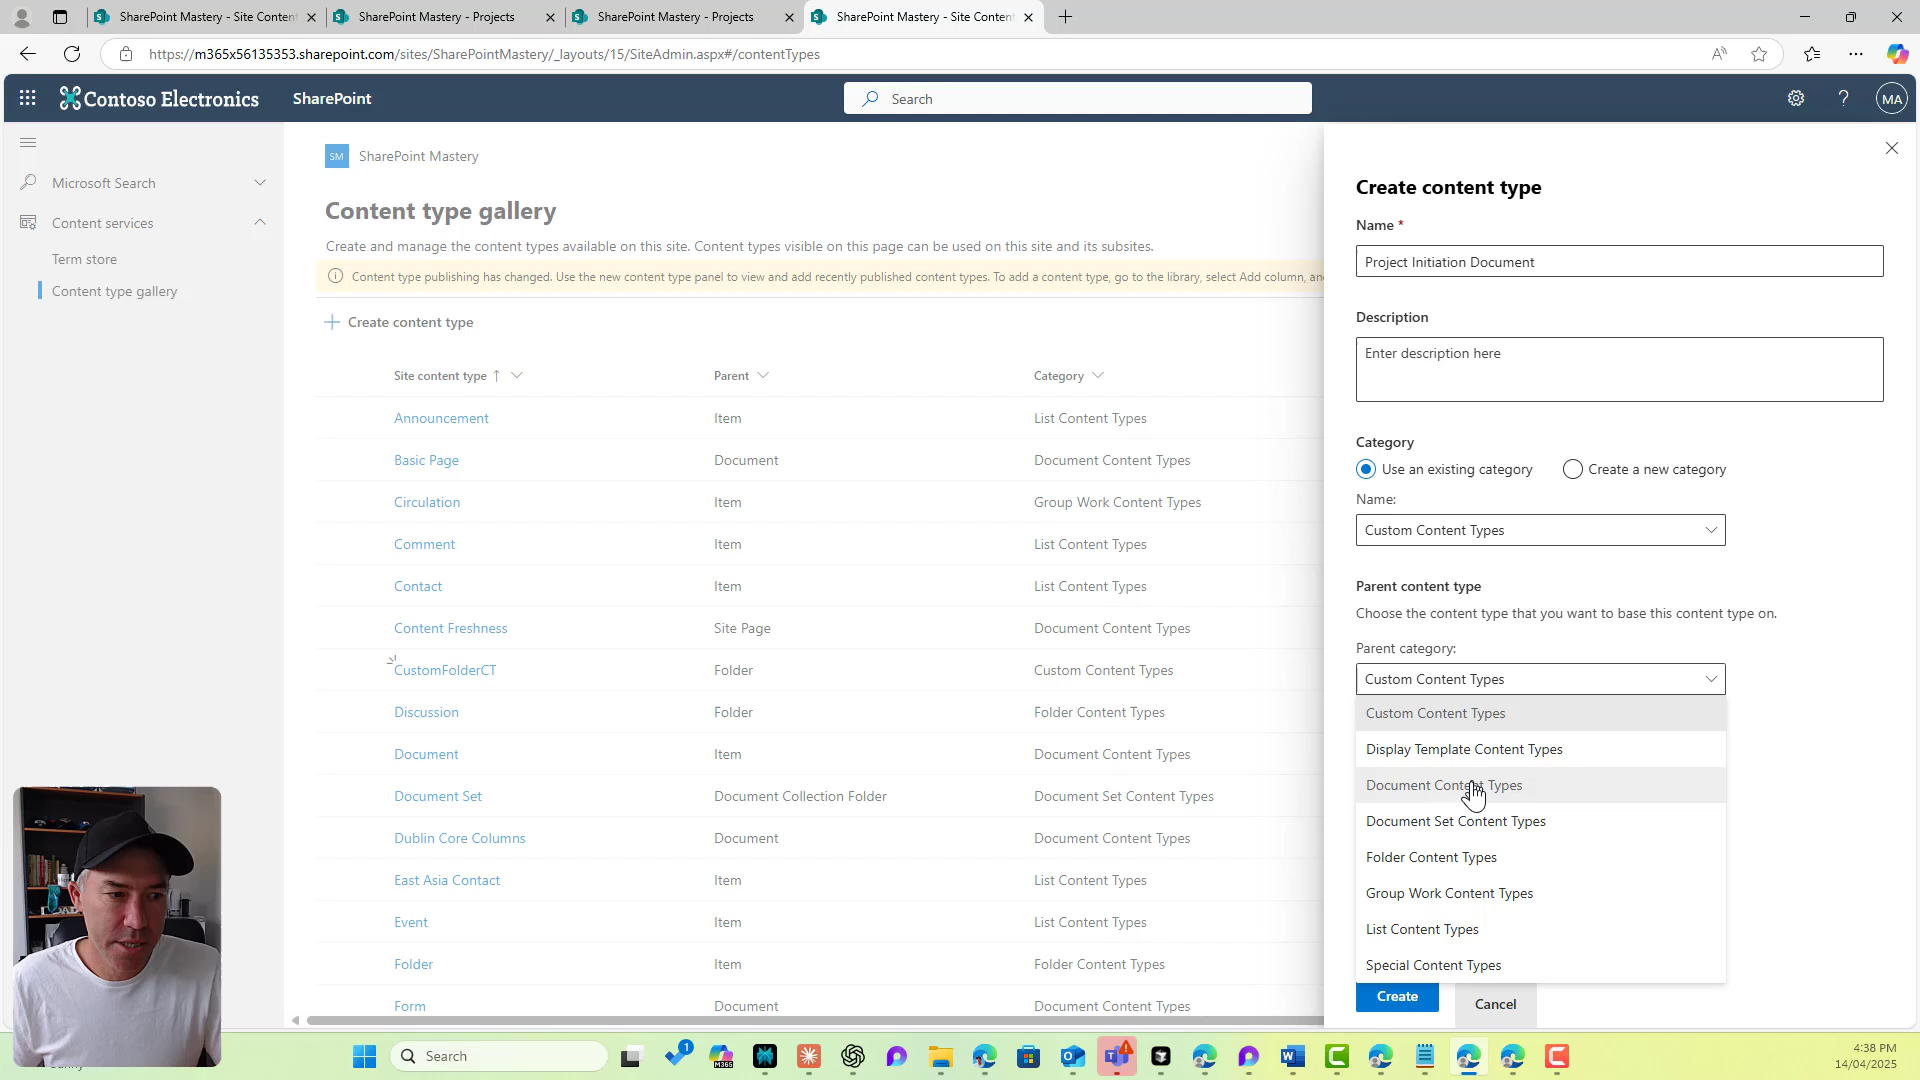 SharePoint Mastery - Site Content
SharePoint Mastery - Projects
SharePoint Mastery - Projects
SharePoint Mastery - Site Conten
https://m365x56135353.sharepoint.com/sites/SharePointMastery/_layouts/15/SiteAdmin.aspx#/contentTypes
Contoso Electronics
SharePoint
Search
MA
Microsoft Search
Content services
Term store
Content type gallery
SM
SharePoint Mastery
Content type gallery
Create and manage the content types available on this site. Content types visible on this page can be used on this site and its subsites.
Content type publishing has changed. Use the new content type panel to view and add recently published content types. To add a content type, go to the library, select Add column, an
Create content type
Site content type Parent Category
Announcement Item List Content Types
Basic Page Document Document Content Types
Circulation Item Group Work Content Types
Comment Item List Content Types
Contact Item List Content Types
Content Freshness Site Page Document Content Types
CustomFolderCT Folder Custom Content Types
Discussion Folder Folder Content Types
Document Item Document Content Types
Document Set Document Collection Folder Document Set Content Types
Dublin Core Columns Document Document Content Types
East Asia Contact Item List Content Types
Event Item List Content Types
Folder Item Folder Content Types
Form Document Document Content Types
Create content type
Name *
Project Initiation Document
Description
Enter description here
Category
Use an existing category
Create a new category
Name:
Custom Content Types
Parent content type
Choose the content type that you want to base this content type on.
Parent category:
Custom Content Types
Custom Content Types
Display Template Content Types
Document Content Types
Document Set Content Types
Folder Content Types
Group Work Content Types
List Content Types
Special Content Types
Create
Cancel
Search
1
M365
4:38 PM
14/04/2025